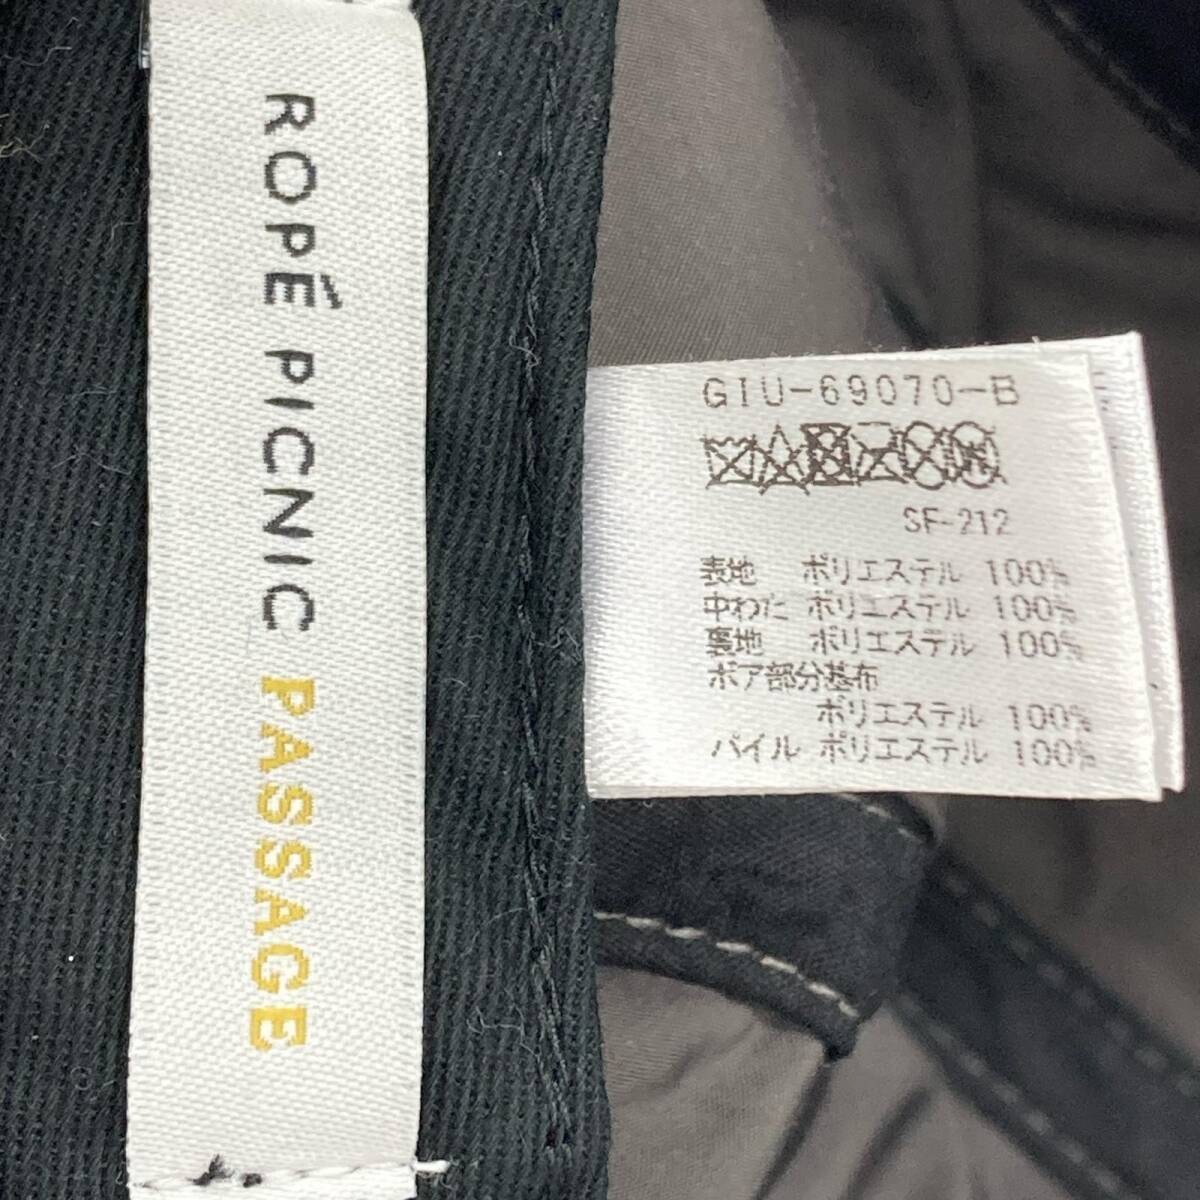 ROPÉ PICNIC PASSAGE
GIU-69070-B
SF-212
表地 ポリエステル 100%
中わた ポリエステル 100%
裏地 ポリエステル 100%
ボア部分基布
ポリエステル 100%
パイル ポリエステル 100%